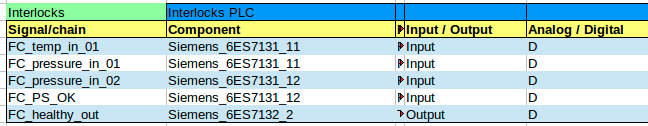 Interlocks Interlocks PLC
Signal/chain Component Input / Output Analog / Digital
FC_temp_in_01 Siemens_6ES7131_11 Input D
FC_pressure_in_01 Siemens_6ES7131_11 Input D
FC_pressure_in_02 Siemens_6ES7131_12 Input D
FC_PS_OK Siemens_6ES7131_12 Input D
FC_healthy_out Siemens_6ES7132_2 Output D